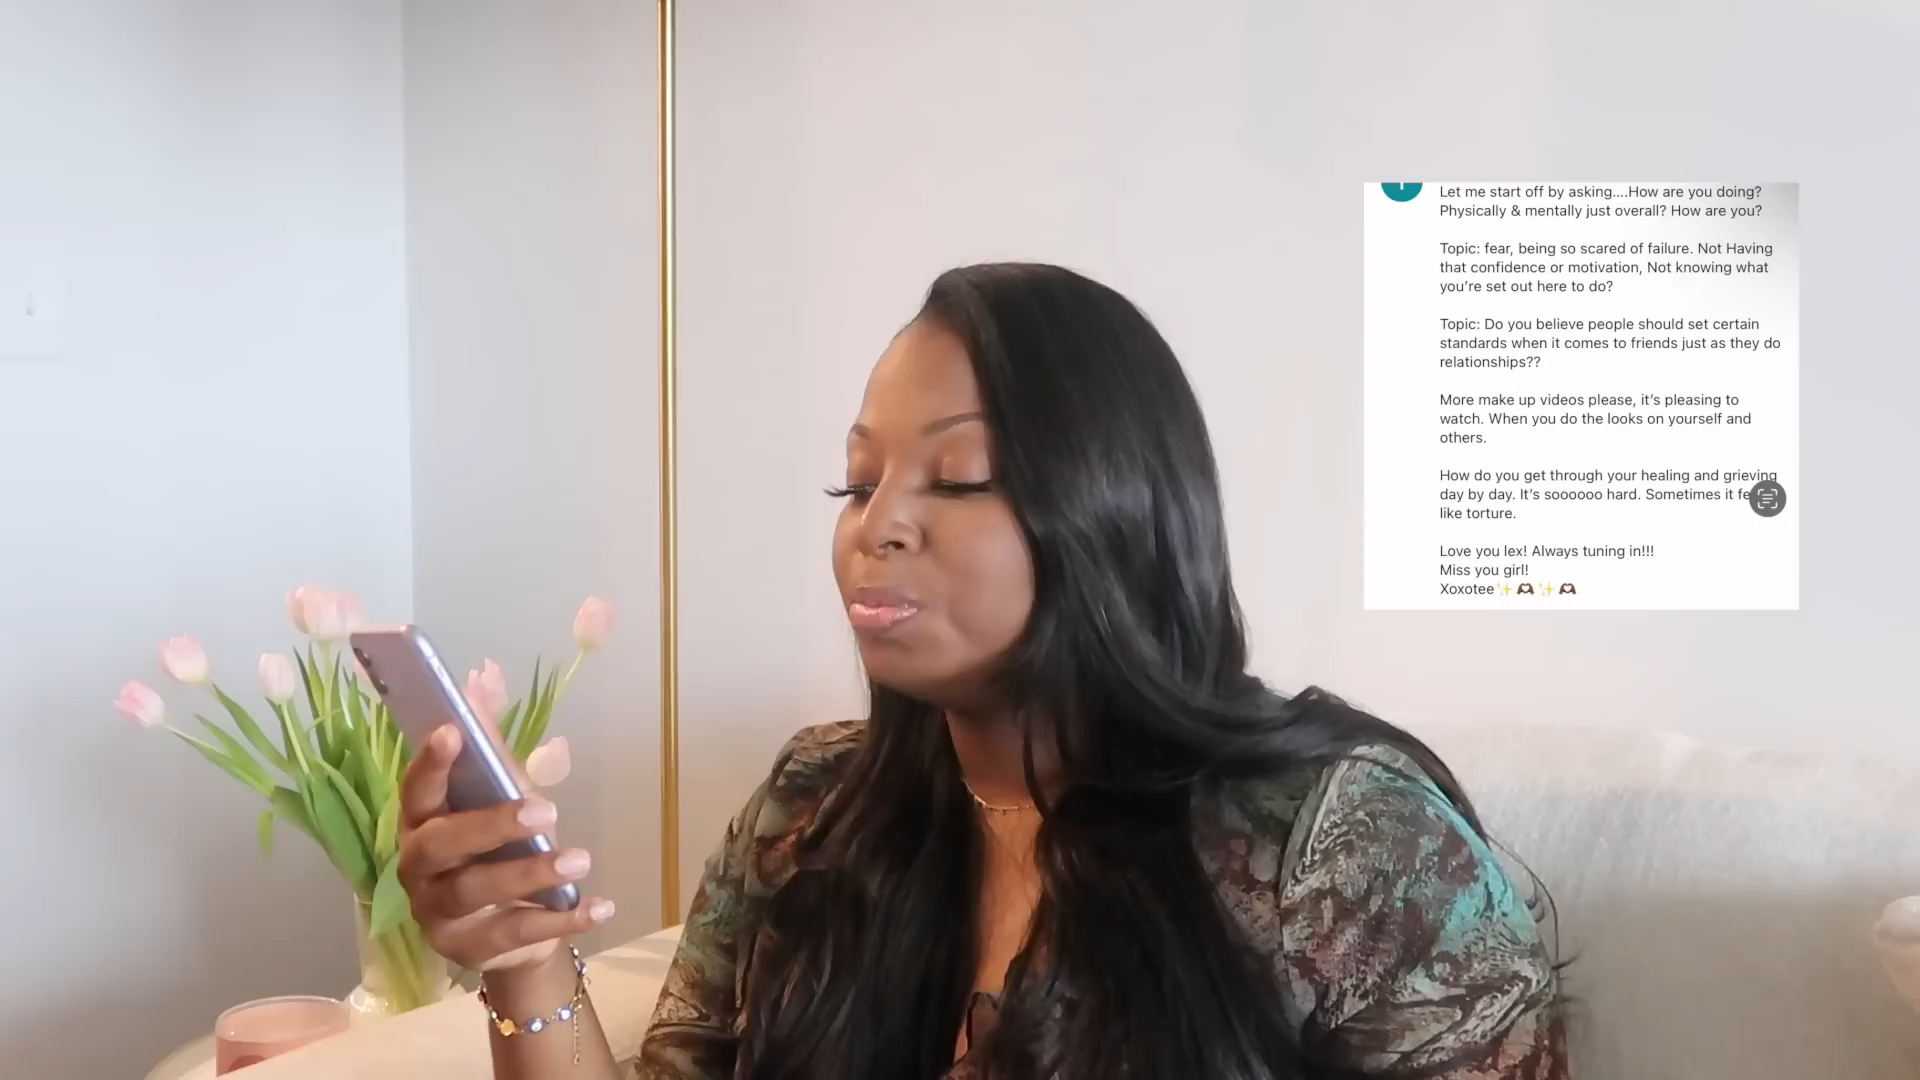 Let me start off by asking....How are you doing?
Physically & mentally just overall? How are you?
Topic: fear, being so scared of failure. Not Having
that confidence or motivation, Not knowing what
you're set out here to do?
Topic: Do you believe people should set certain
standards when it comes to friends just as they do
relationships??
More make up videos please, it's pleasing to
watch. When you do the looks on yourself and
others.
How do you get through your healing and grieving
day by day. It's soooooo hard. Sometimes it
like torture.
Love you lex! Always tuning in!!!
Miss you girl!
Xoxotee✨🫶🏾✨🫶🏾